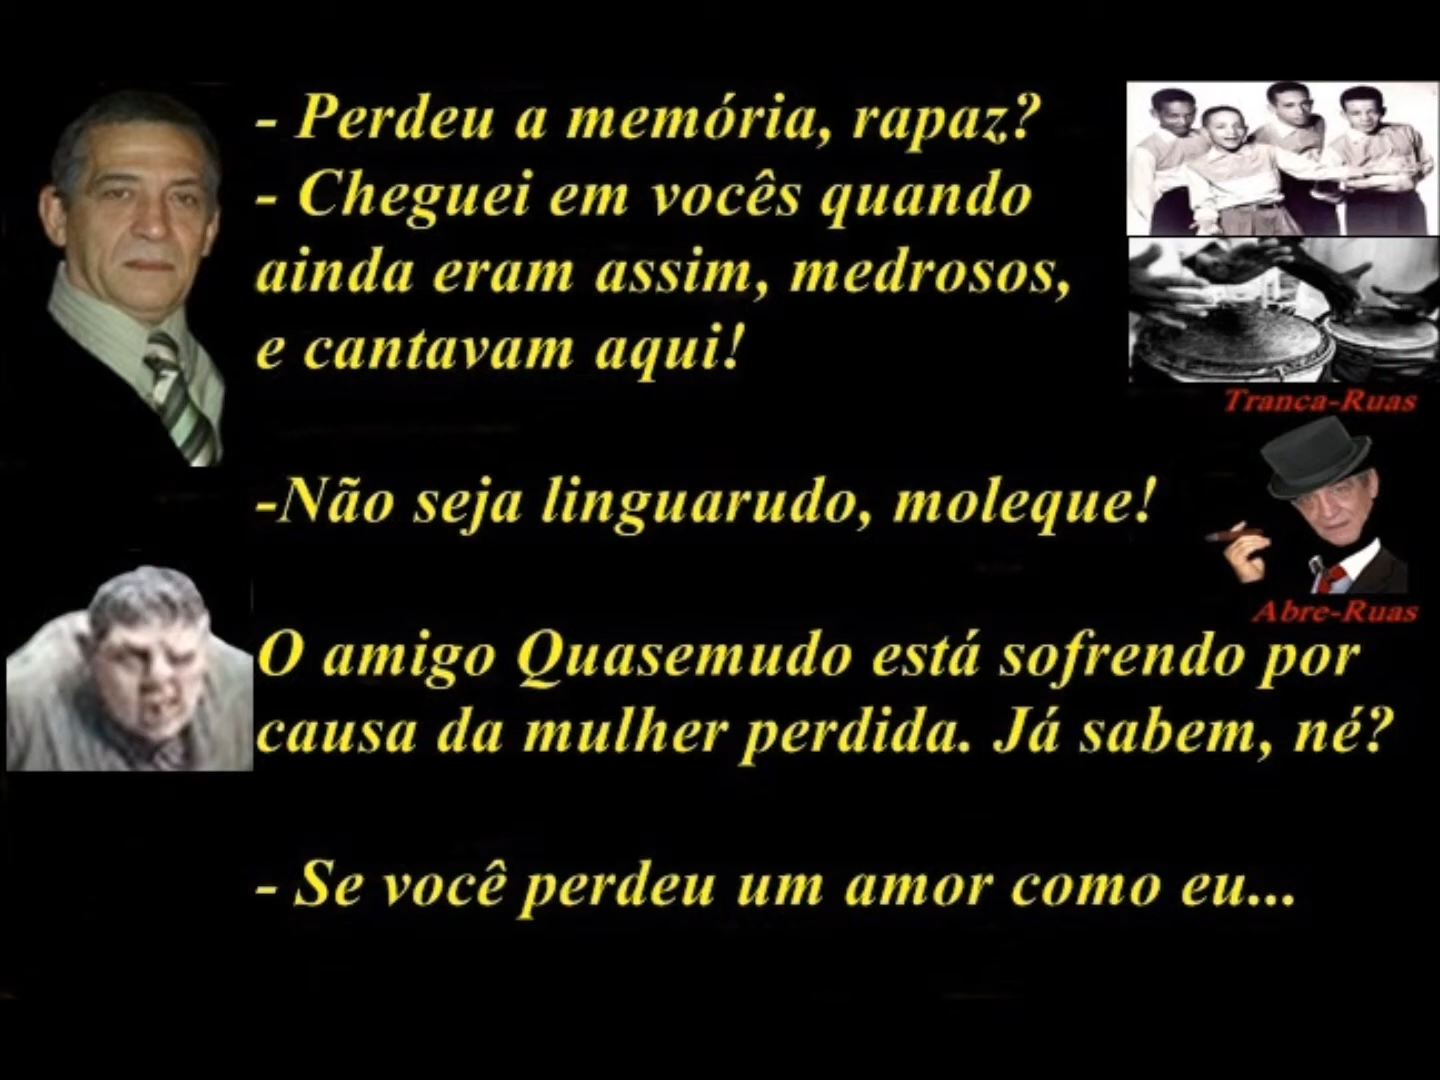 - Perdeu a memória, rapaz?
- Cheguei em vocês quando
ainda eram assim, medrosos,
e cantavam aqui!
Tranca-Ruas
-Não seja linguarudo, moleque!
Abre-Ruas
O amigo Quasemudo está sofrendo por
causa da mulher perdida. Já sabem, né?
- Se você perdeu um amor como eu...